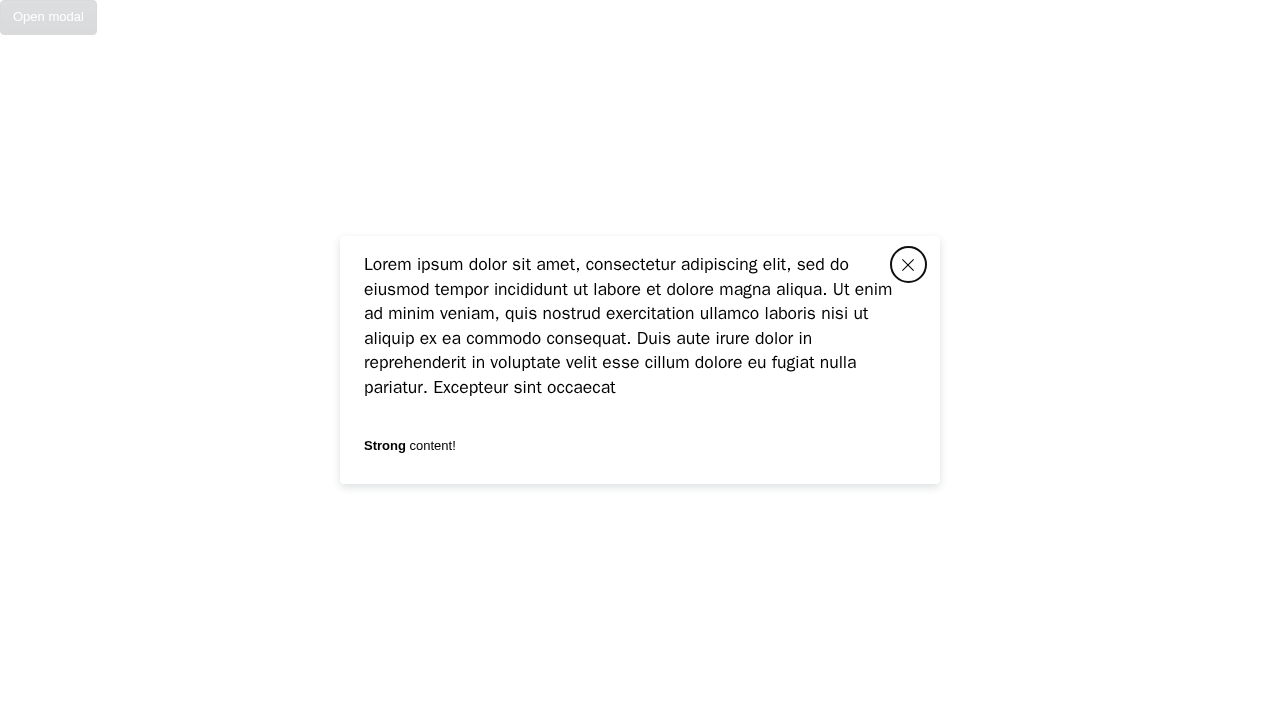 Open modal
Lorem ipsum dolor sit amet, consectetur adipiscing elit, sed do
eiusmod tempor incididunt ut labore et dolore magna aliqua. Ut enim
ad minim veniam, quis nostrud exercitation ullamco laboris nisi ut
aliquip ex ea commodo consequat. Duis aute irure dolor in
reprehenderit in voluptate velit esse cillum dolore eu fugiat nulla
pariatur. Excepteur sint occaecat
Strong content!